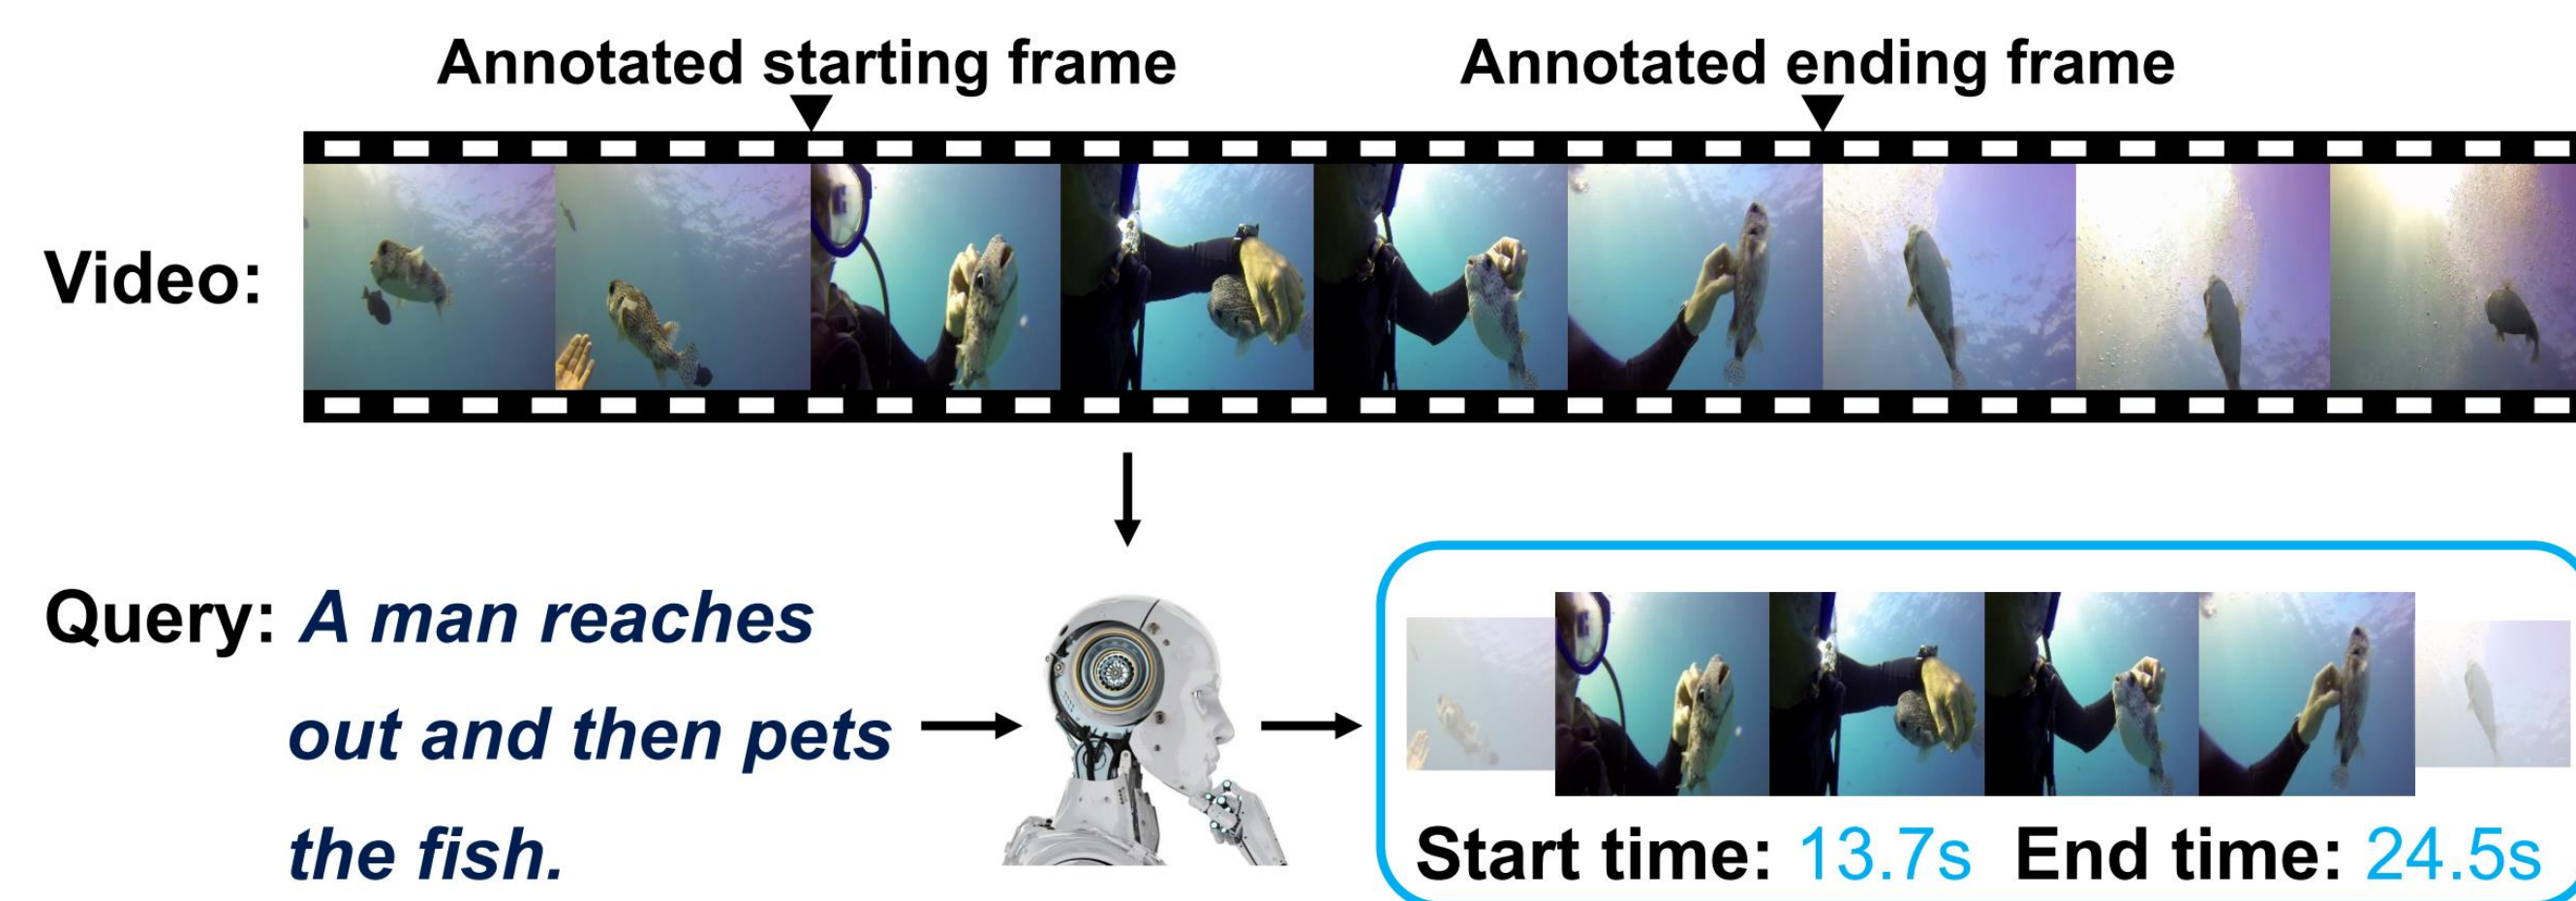 Annotated starting frame
Annotated ending frame
Video:
Query: A man reaches
out and then pets
the fish.
Start time: 13.7s End time: 24.5s